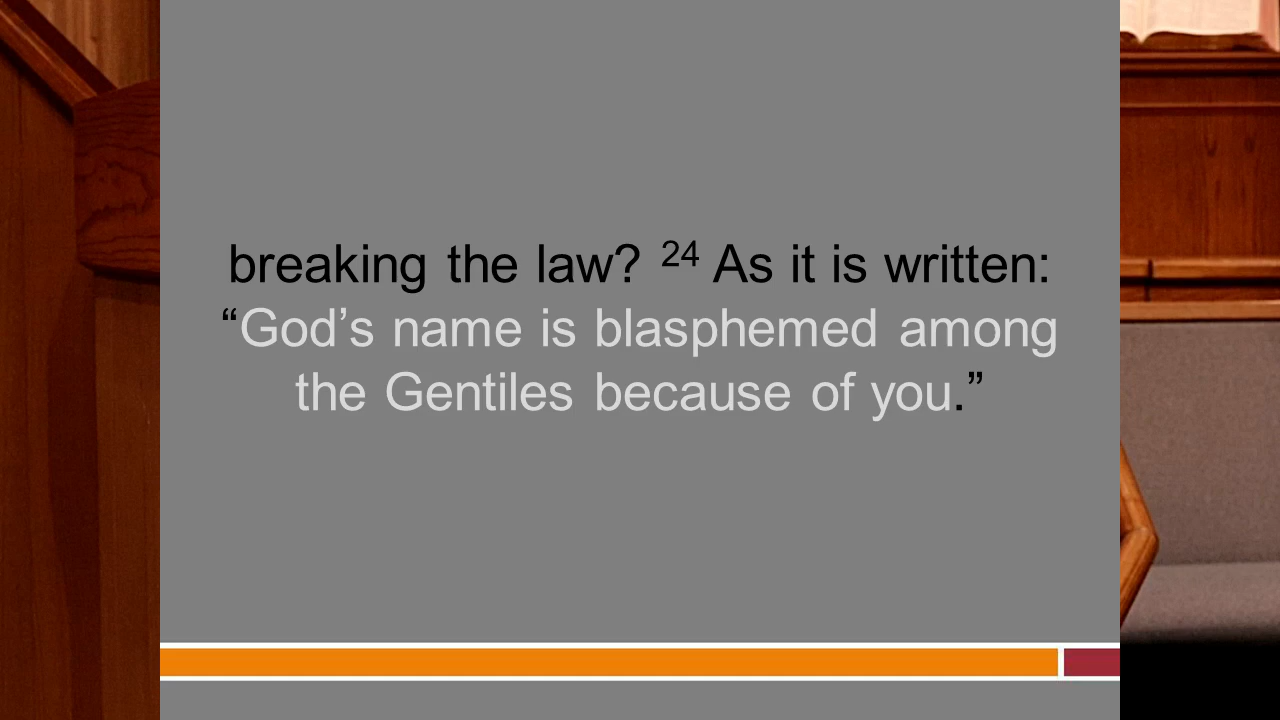 breaking the law? 24 As it is written:
“God’s name is blasphemed among
the Gentiles because of you.”